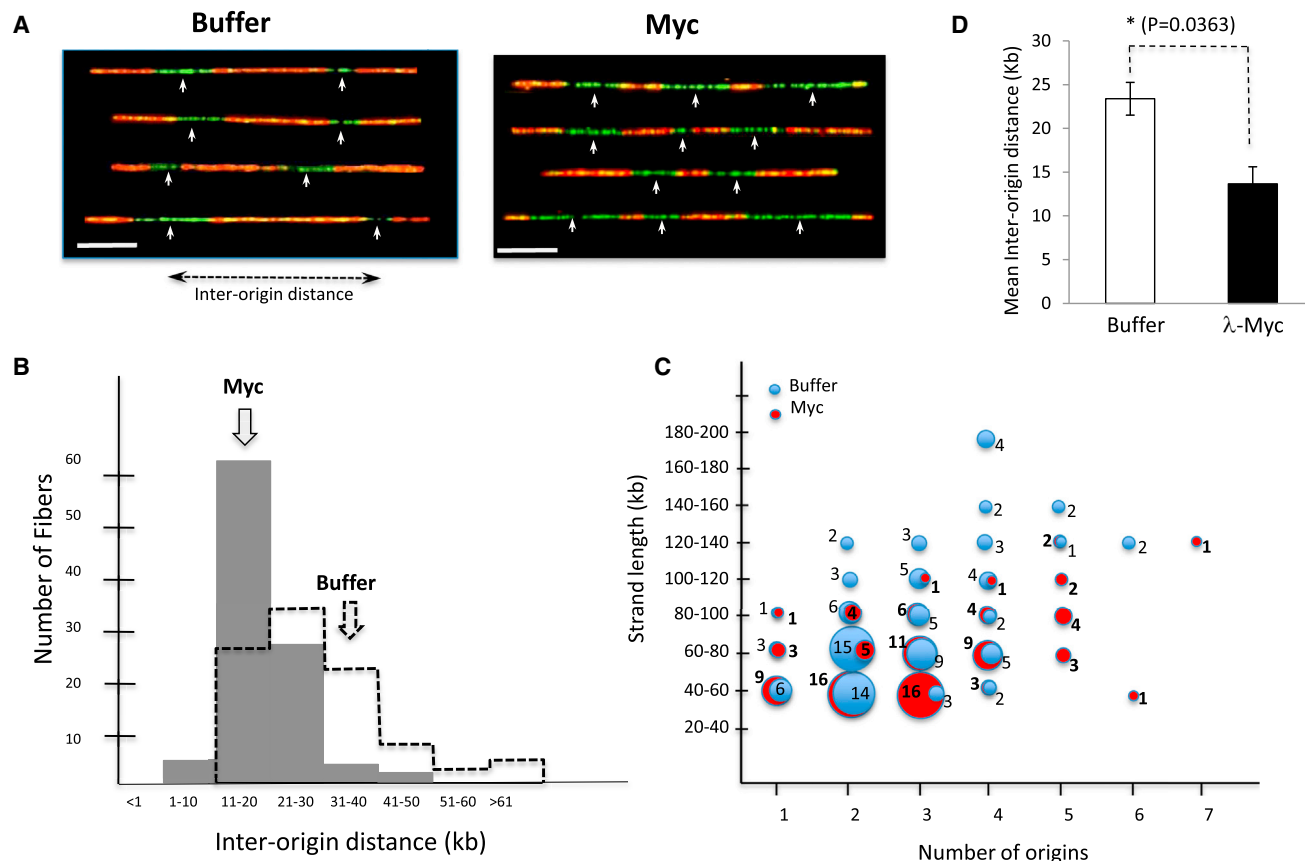 A
Buffer
Myc
Inter-origin distance
D
* (P=0.0363)
Mean Inter-origin distance (Kb)
30
25
20
15
10
5
0
Buffer
λ-Myc
B
Myc
Buffer
Number of Fibers
60
50
40
30
20
10
<1 1-10 11-20 21-30 31-40 41-50 51-60 >61
Inter-origin distance (kb)
C
Buffer
Myc
Strand length (kb)
180-200
160-180
140-160
120-140
100-120
80-100
60-80
40-60
20-40
4
2 2
2 3 3 2 1 2 1
3 5 1 4 1 2
1 1 6 4 6 5 4 2 4
3 3 15 5 11 9 9 5 3
9 6 16 14 16 3 3 2 1
1 2 3 4 5 6 7
Number of origins